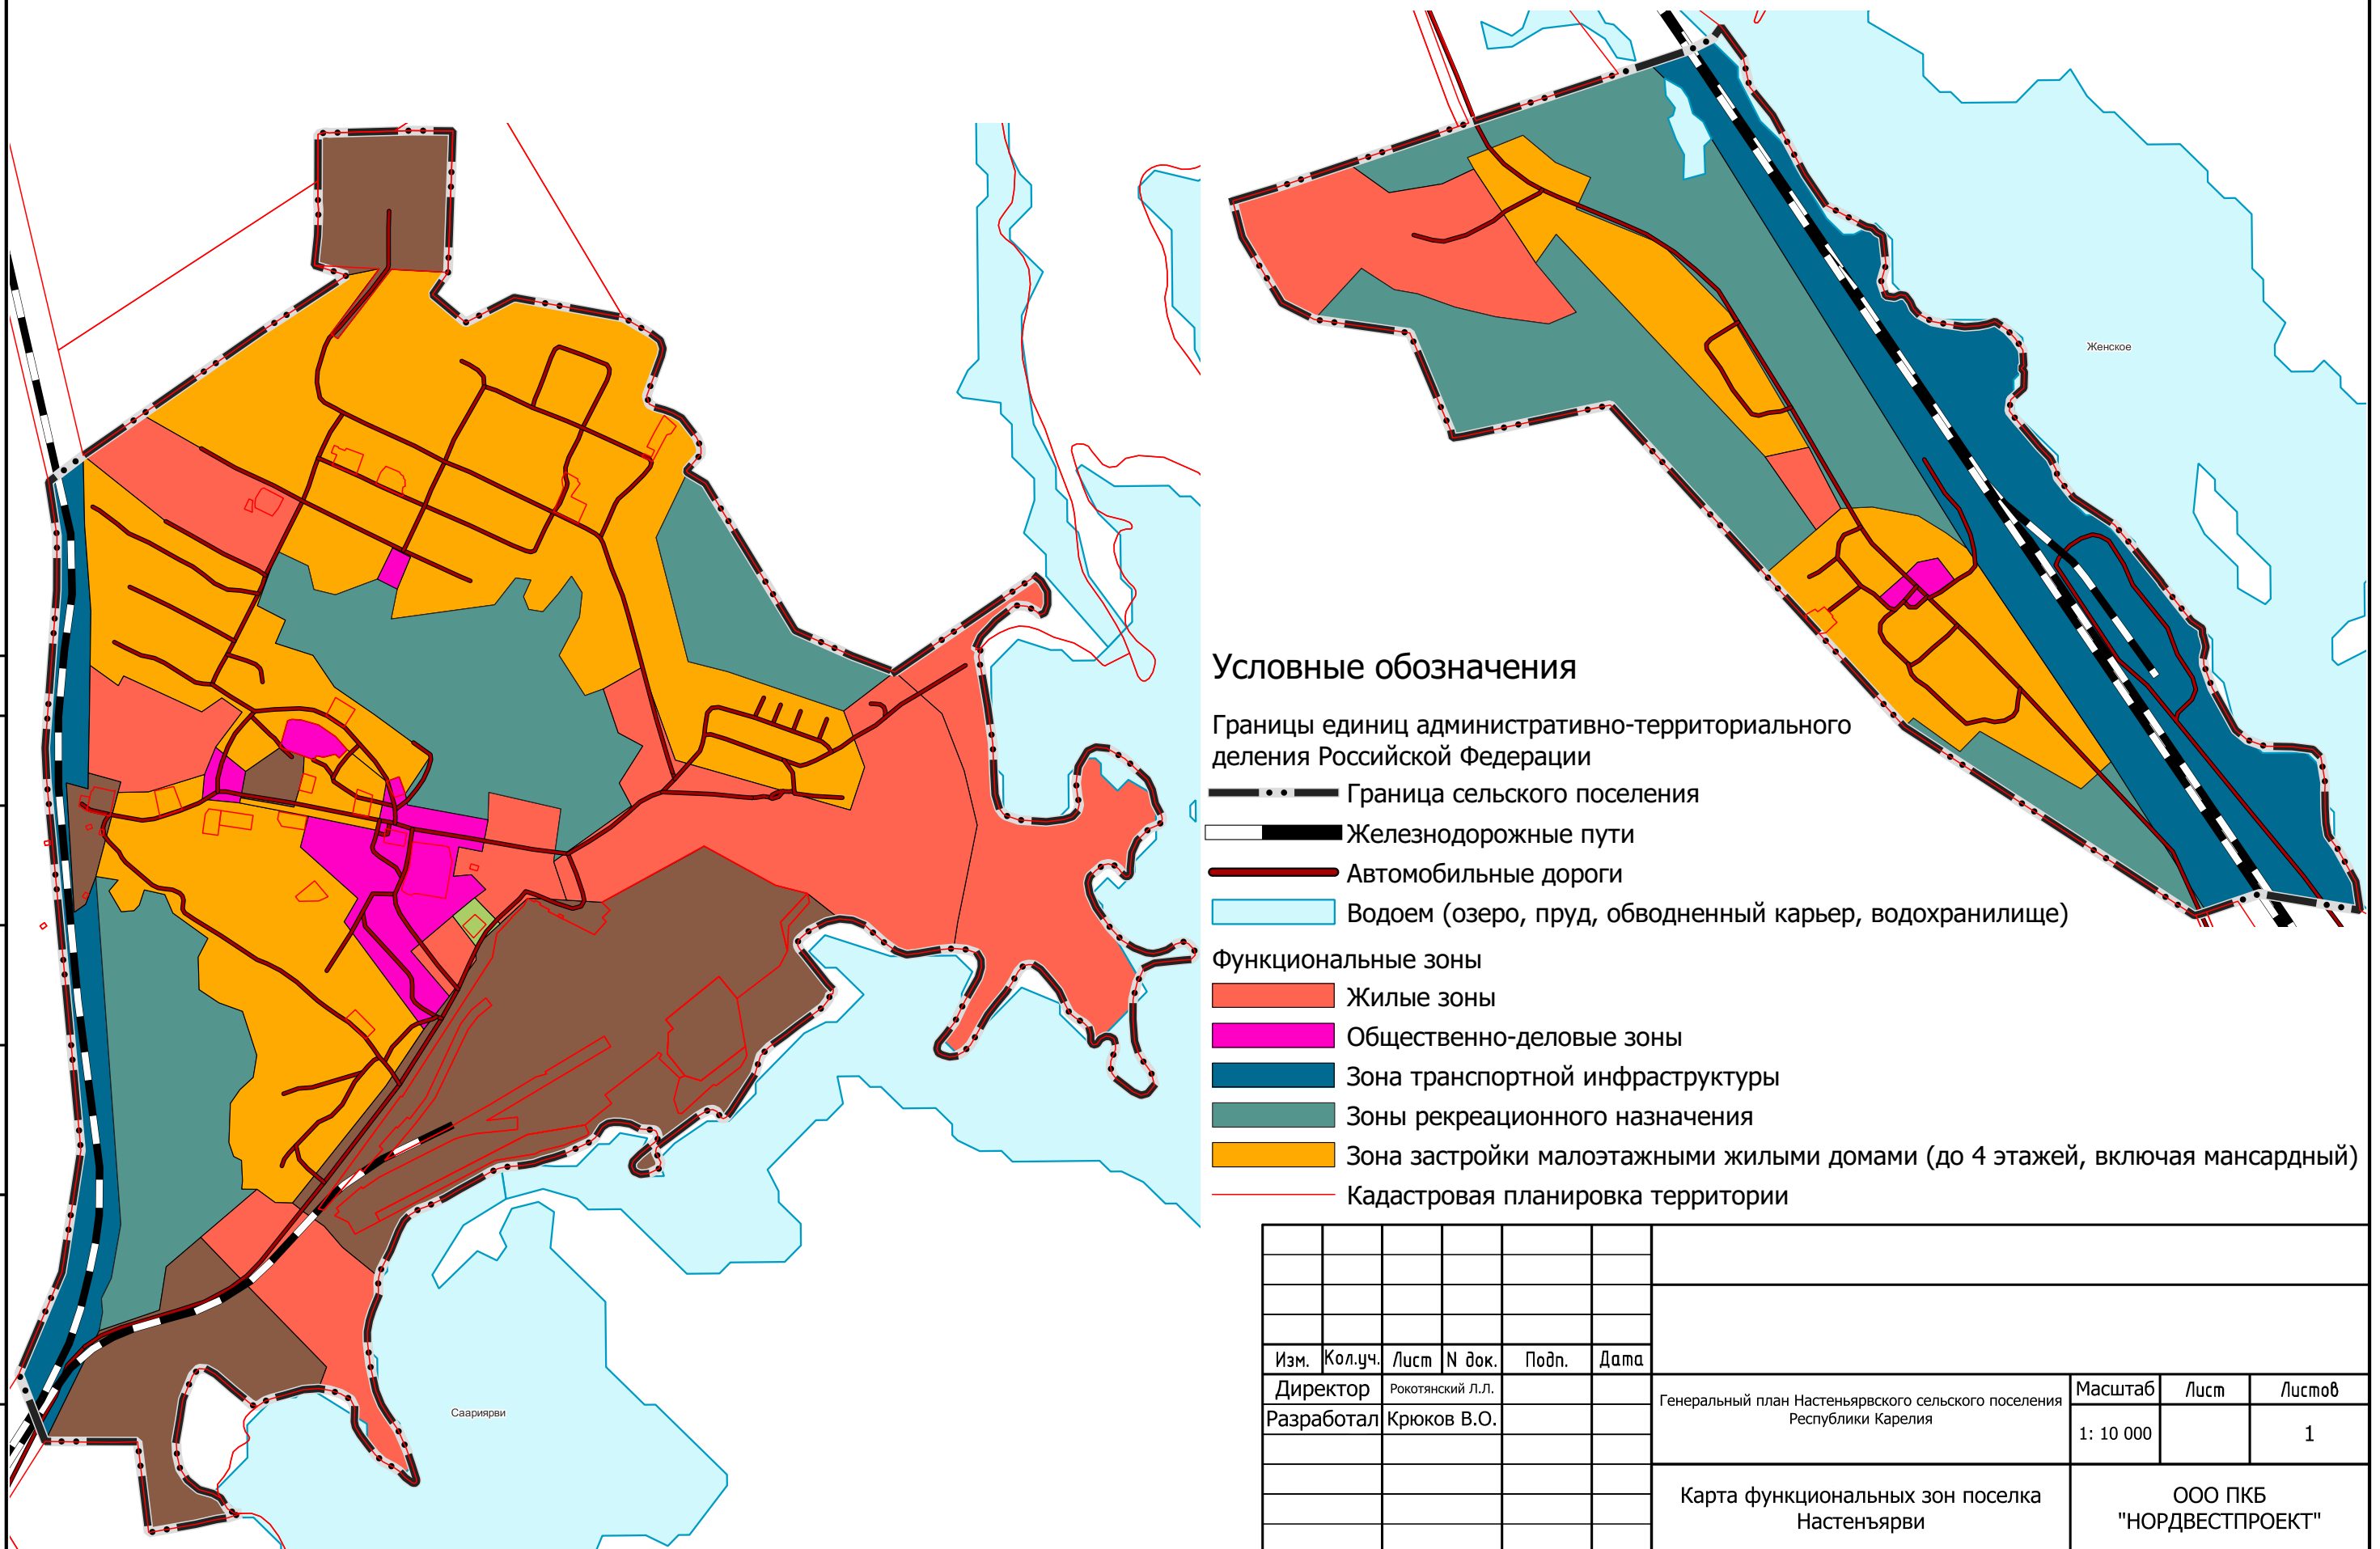 Женское
Условные обозначения
Границы единиц административно-территориального
деления Российской Федерации
Граница сельского поселения
Железнодорожные пути
Автомобильные дороги
Водоем (озеро, пруд, обводненный карьер, водохранилище)
Функциональные зоны
Жилые зоны
Общественно-деловые зоны
Зона транспортной инфраструктуры
Зоны рекреационного назначения
Зона застройки малоэтажными жилыми домами (до 4 этажей, включая мансардный)
Кадастровая планировка территории
Саариярви
Изм. Кол.уч. Лист N док. Подп. Дата
Директор Рокотянский Л.Л.
Разработал Крюков В.О.
Генеральный план Настеньярвского сельского поселения
Республики Карелия
Масштаб Лист Листов
1: 10 000 1
Карта функциональных зон поселка
Настенъярви
ООО ПКБ
"НОРДВЕСТПРОЕКТ"